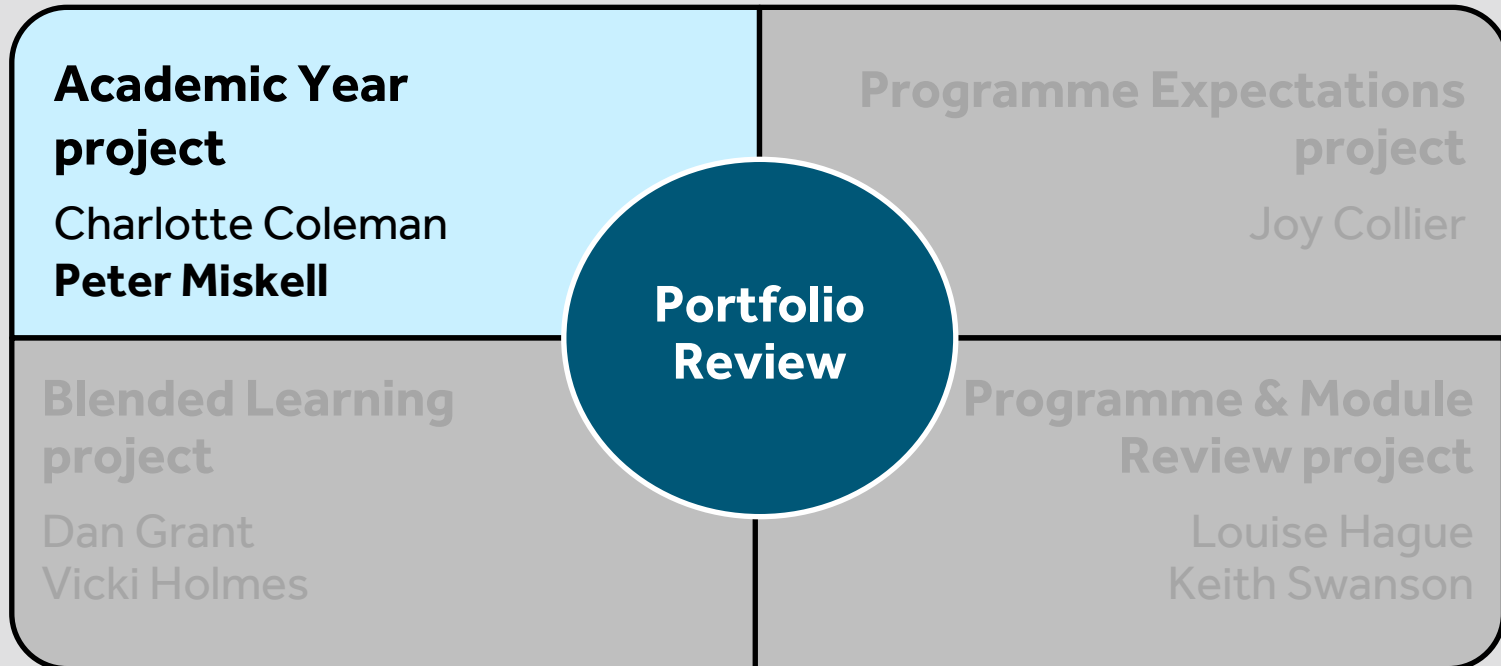 Academic Year
project
Charlotte Coleman
Peter Miskell
Programme Expectations
project
Joy Collier
Portfolio
Review
Blended Learning
project
Dan Grant
Vicki Holmes
Programme & Module
Review project
Louise Hague
Keith Swanson